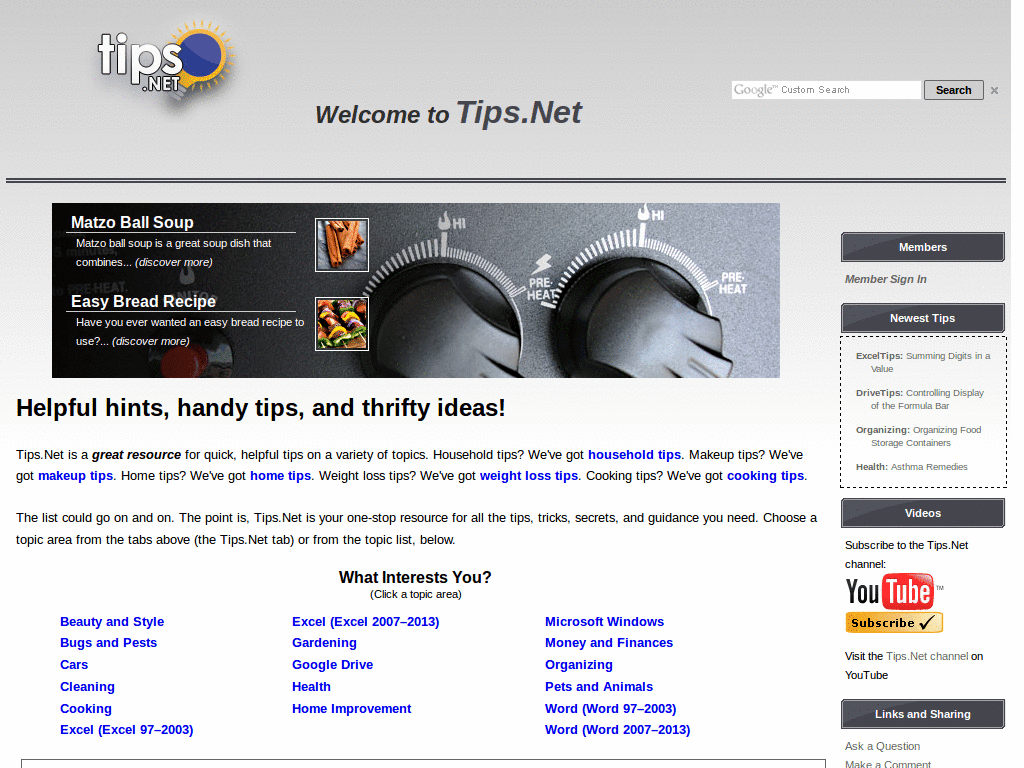 tips
.NET
Welcome to Tips.Net
Google™ Custom Search
Search
×
Matzo Ball Soup
Matzo ball soup is a great soup dish that
combines... (discover more)
Easy Bread Recipe
Have you ever wanted an easy bread recipe to
use?... (discover more)
HI
PRE-
HEAT
HI
PRE-
HEAT
Helpful hints, handy tips, and thrifty ideas!
Tips.Net is a great resource for quick, helpful tips on a variety of topics. Household tips? We've got household tips. Makeup tips? We've
got makeup tips. Home tips? We've got home tips. Weight loss tips? We've got weight loss tips. Cooking tips? We've got cooking tips.
The list could go on and on. The point is, Tips.Net is your one-stop resource for all the tips, tricks, secrets, and guidance you need. Choose a
topic area from the tabs above (the Tips.Net tab) or from the topic list, below.
What Interests You?
(Click a topic area)
Beauty and Style
Bugs and Pests
Cars
Cleaning
Cooking
Excel (Excel 97–2003)
Excel (Excel 2007–2013)
Gardening
Google Drive
Health
Home Improvement
Microsoft Windows
Money and Finances
Organizing
Pets and Animals
Word (Word 97–2003)
Word (Word 2007–2013)
Members
Member Sign In
Newest Tips
ExcelTips: Summing Digits in a
Value
DriveTips: Controlling Display
of the Formula Bar
Organizing: Organizing Food
Storage Containers
Health: Asthma Remedies
Videos
Subscribe to the Tips.Net
channel:
YouTube™
Subscribe
Visit the Tips.Net channel on
YouTube
Links and Sharing
Ask a Question
Make a Comment